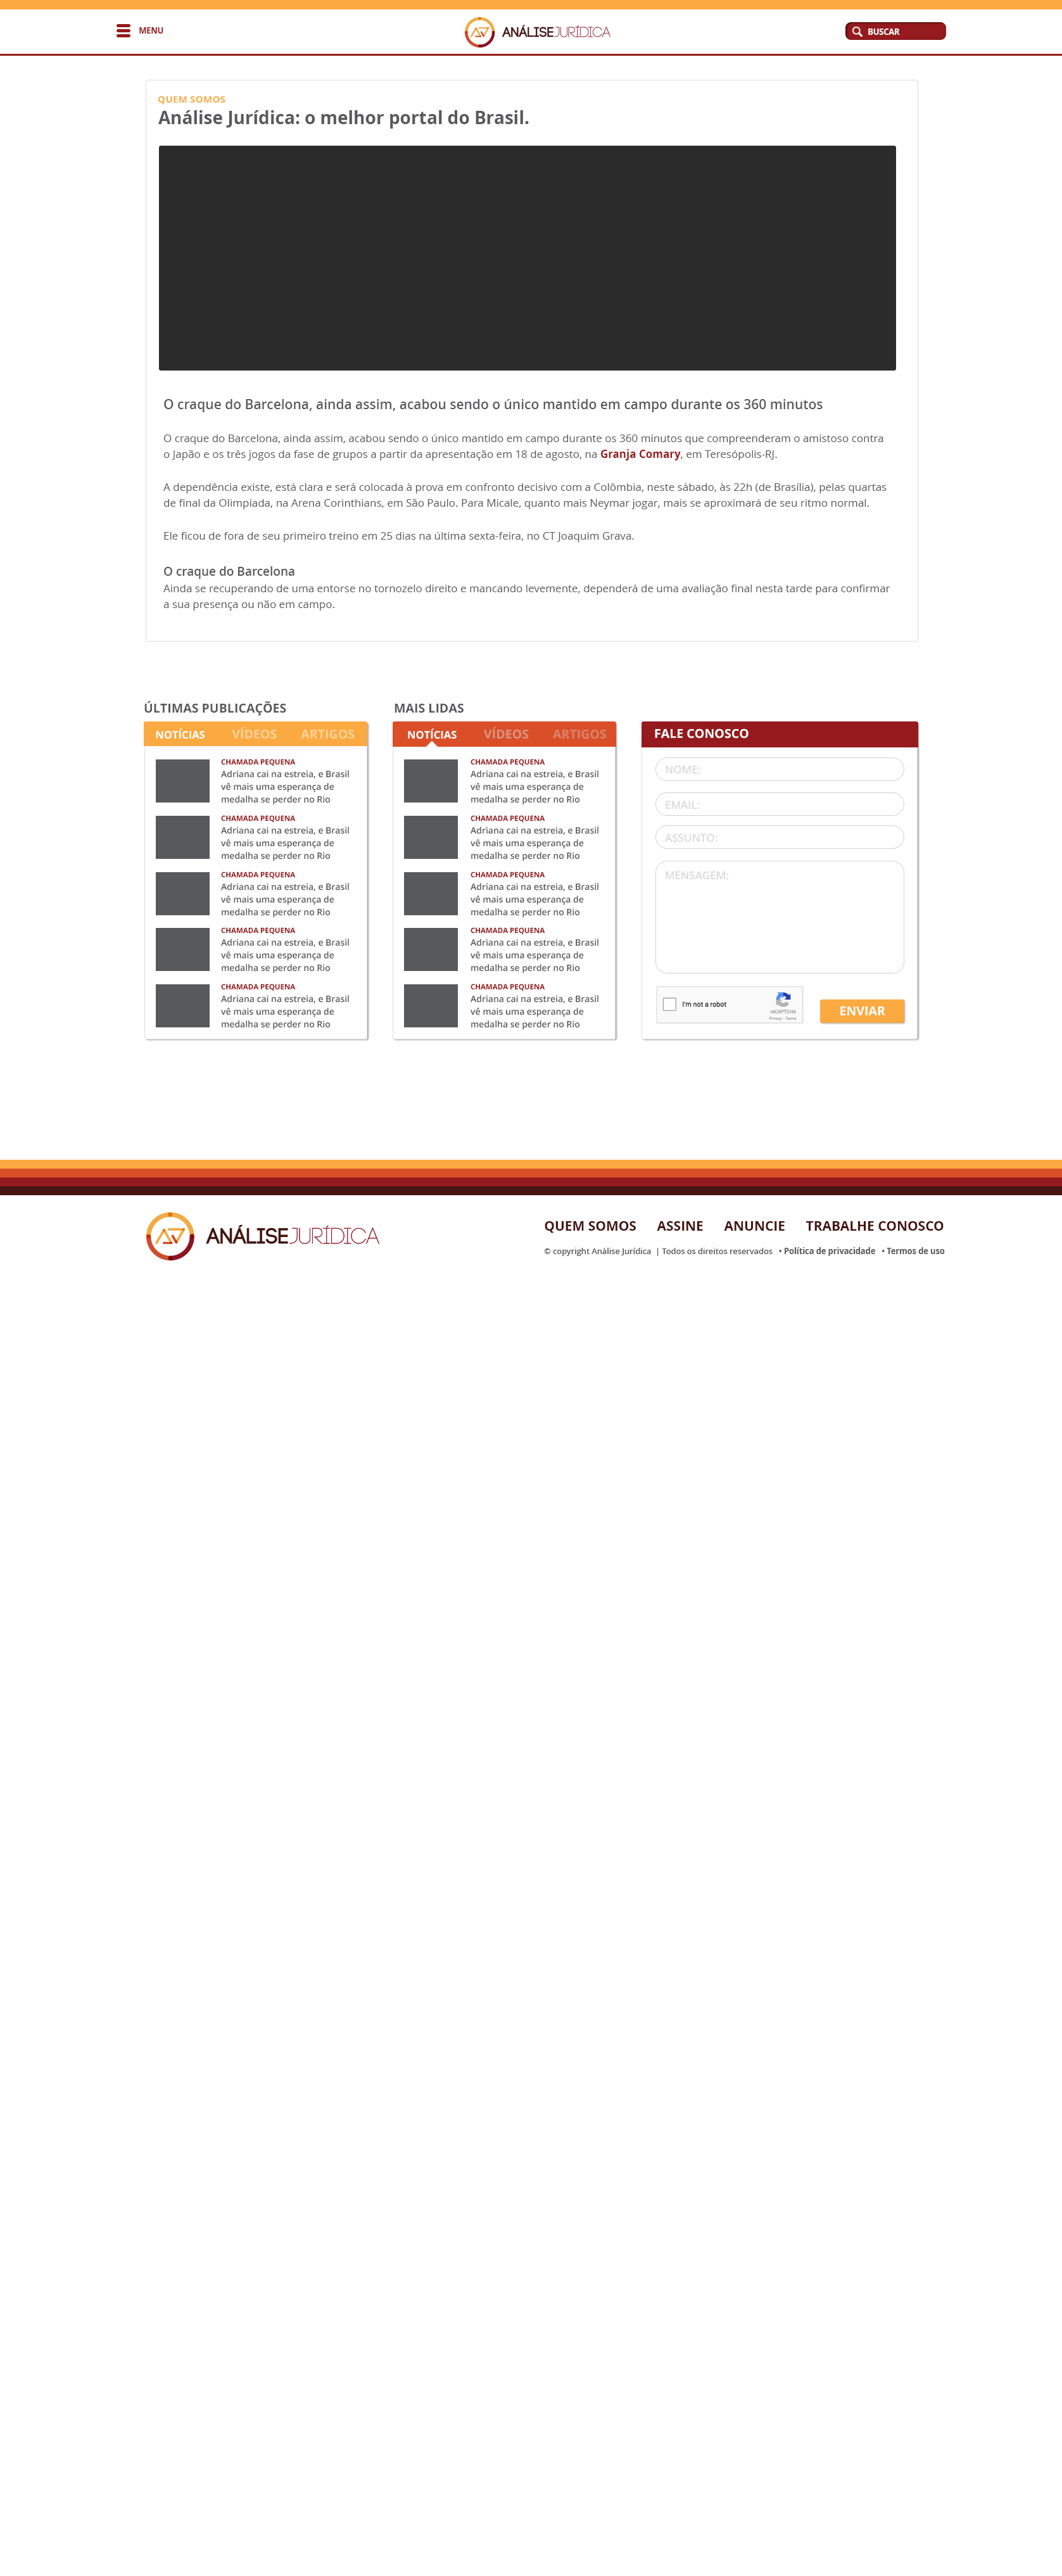 MENU
ANÁLISEJURÍDICA
BUSCAR
QUEM SOMOS
Análise Jurídica: o melhor portal do Brasil.
O craque do Barcelona, ainda assim, acabou sendo o único mantido em campo durante os 360 minutos
O craque do Barcelona, ainda assim, acabou sendo o único mantido em campo durante os 360 minutos que compreenderam o amistoso contra
o Japão e os três jogos da fase de grupos a partir da apresentação em 18 de agosto, na Granja Comary, em Teresópolis-RJ.
A dependência existe, está clara e será colocada à prova em confronto decisivo com a Colômbia, neste sábado, às 22h (de Brasília), pelas quartas
de final da Olimpíada, na Arena Corinthians, em São Paulo. Para Micale, quanto mais Neymar jogar, mais se aproximará de seu ritmo normal.
Ele ficou de fora de seu primeiro treino em 25 dias na última sexta-feira, no CT Joaquim Grava.
O craque do Barcelona
Ainda se recuperando de uma entorse no tornozelo direito e mancando levemente, dependerá de uma avaliação final nesta tarde para confirmar
a sua presença ou não em campo.
ÚLTIMAS PUBLICAÇÕES
NOTÍCIAS VÍDEOS ARTIGOS
CHAMADA PEQUENA
Adriana cai na estreia, e Brasil
vê mais uma esperança de
medalha se perder no Rio
CHAMADA PEQUENA
Adriana cai na estreia, e Brasil
vê mais uma esperança de
medalha se perder no Rio
CHAMADA PEQUENA
Adriana cai na estreia, e Brasil
vê mais uma esperança de
medalha se perder no Rio
CHAMADA PEQUENA
Adriana cai na estreia, e Brasil
vê mais uma esperança de
medalha se perder no Rio
CHAMADA PEQUENA
Adriana cai na estreia, e Brasil
vê mais uma esperança de
medalha se perder no Rio
MAIS LIDAS
NOTÍCIAS VÍDEOS ARTIGOS
CHAMADA PEQUENA
Adriana cai na estreia, e Brasil
vê mais uma esperança de
medalha se perder no Rio
CHAMADA PEQUENA
Adriana cai na estreia, e Brasil
vê mais uma esperança de
medalha se perder no Rio
CHAMADA PEQUENA
Adriana cai na estreia, e Brasil
vê mais uma esperança de
medalha se perder no Rio
CHAMADA PEQUENA
Adriana cai na estreia, e Brasil
vê mais uma esperança de
medalha se perder no Rio
CHAMADA PEQUENA
Adriana cai na estreia, e Brasil
vê mais uma esperança de
medalha se perder no Rio
FALE CONOSCO
NOME:
EMAIL:
ASSUNTO:
MENSAGEM:
I'm not a robot
reCAPTCHA
Privacy - Terms
ENVIAR
ANÁLISEJURÍDICA
QUEM SOMOS ASSINE ANUNCIE TRABALHE CONOSCO
© copyright Análise Jurídica | Todos os direitos reservados • Política de privacidade • Termos de uso